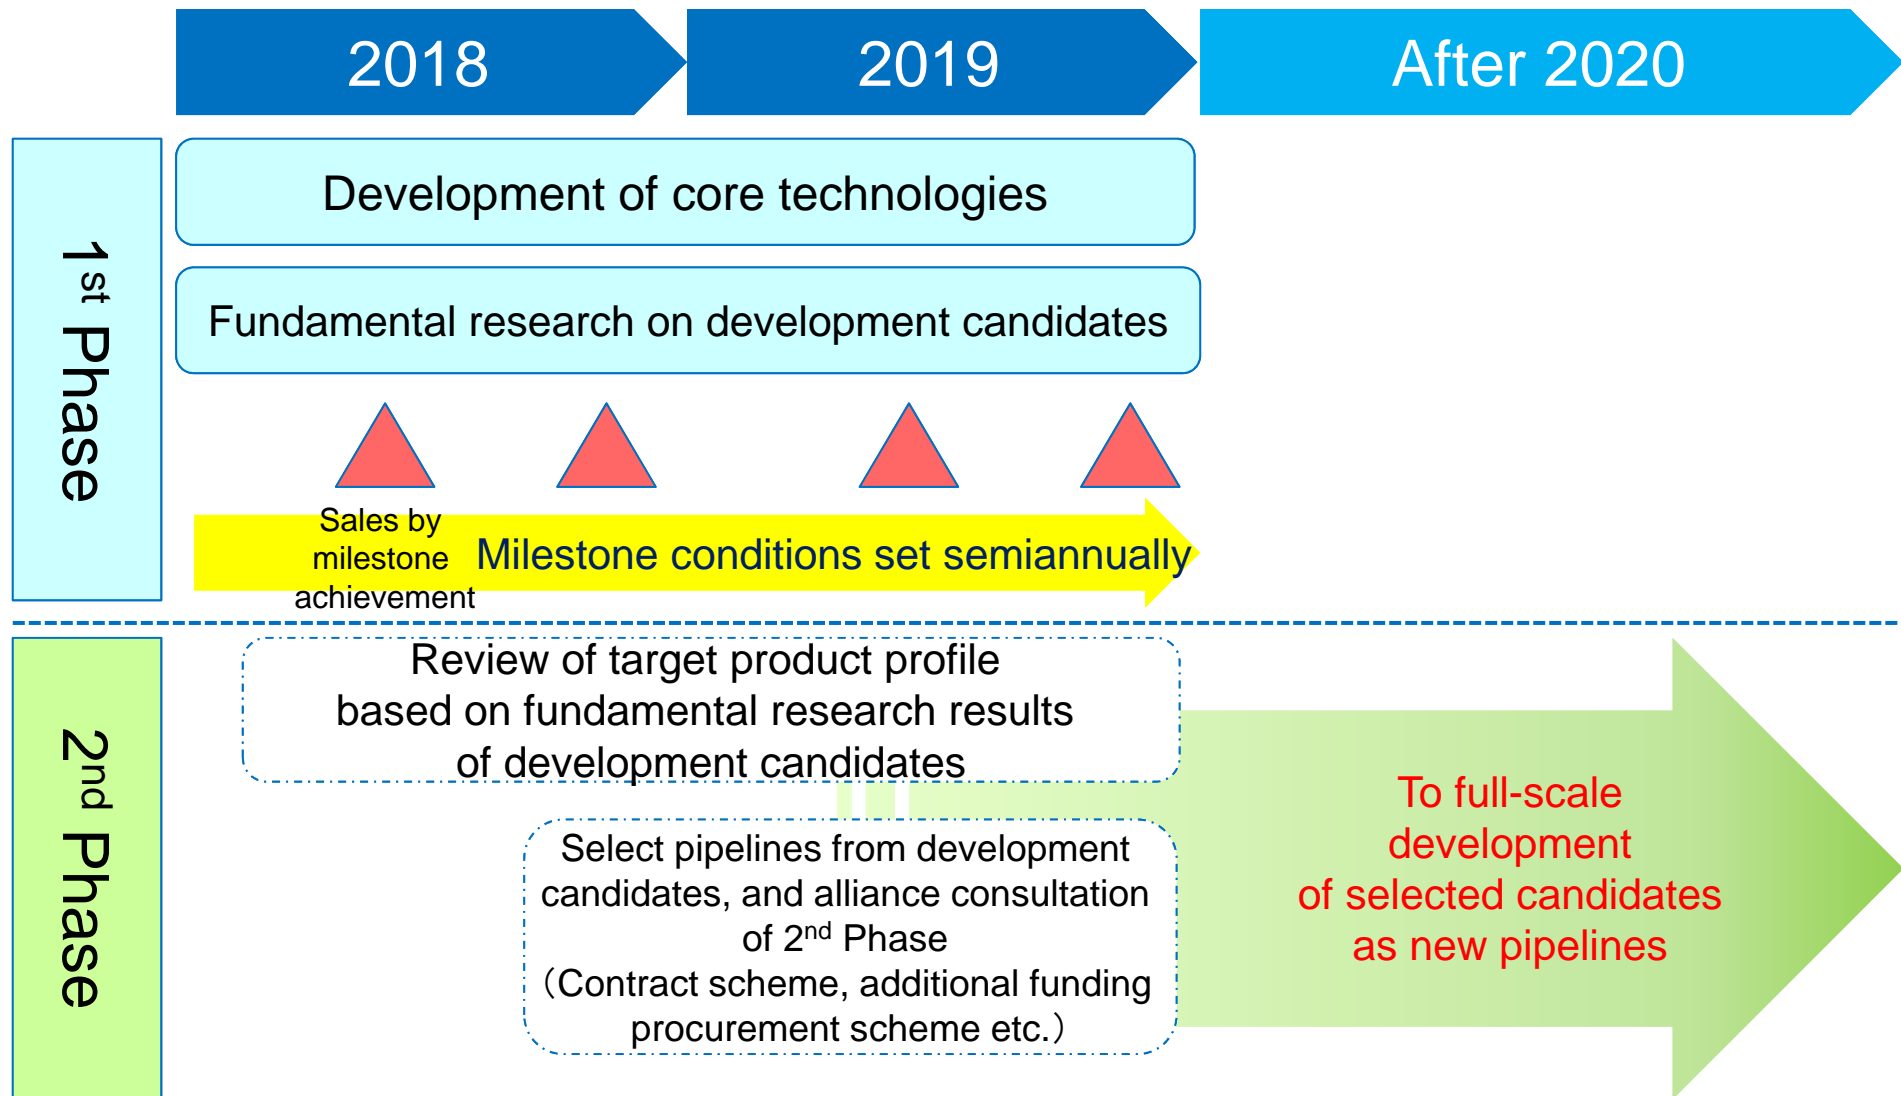 2018
2019
After 2020
1st Phase
Development of core technologies
Fundamental research on development candidates
Sales by
milestone
achievement
Milestone conditions set semiannually
2nd Phase
Review of target product profile
based on fundamental research results
of development candidates
Select pipelines from development
candidates, and alliance consultation
of 2nd Phase
（Contract scheme, additional funding
procurement scheme etc.）
To full-scale
development
of selected candidates
as new pipelines